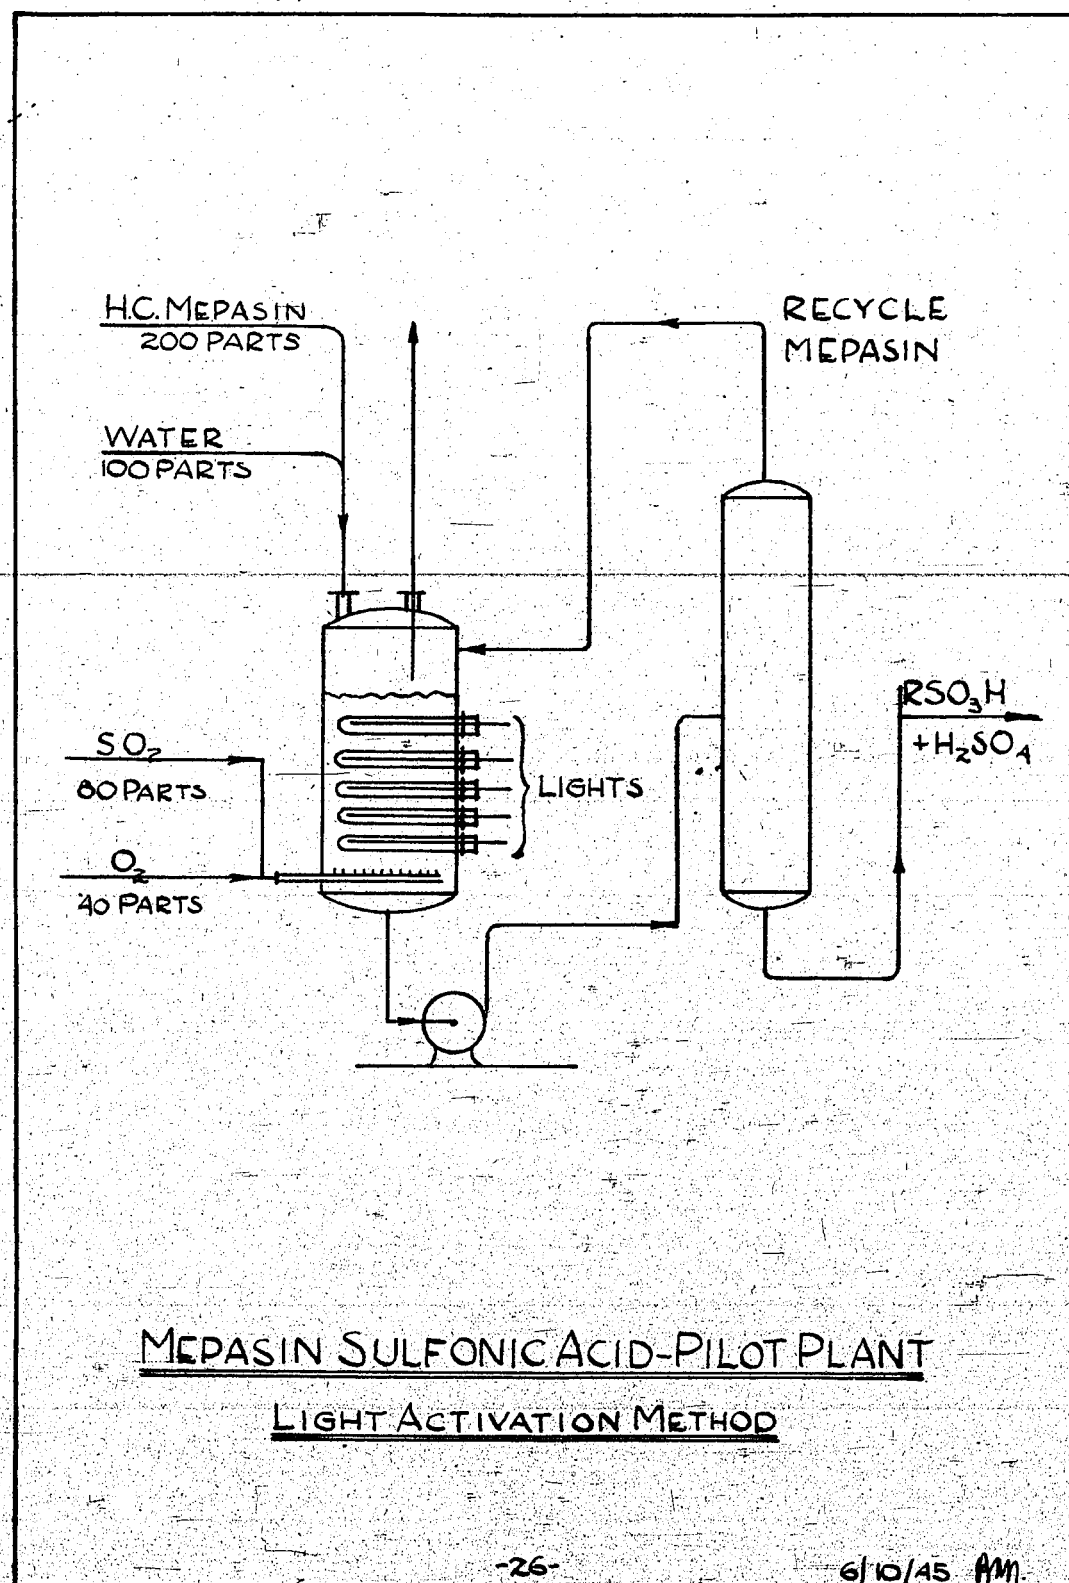 H.C. MEPASIN
200 PARTS
WATER
100 PARTS
RECYCLE
MEPASIN
SO₂
80 PARTS
O₂
40 PARTS
LIGHTS
RSO₃H
+H₂SO₄
MEPASIN SULFONIC ACID-PILOT PLANT
LIGHT ACTIVATION METHOD
-26-
6/10/45